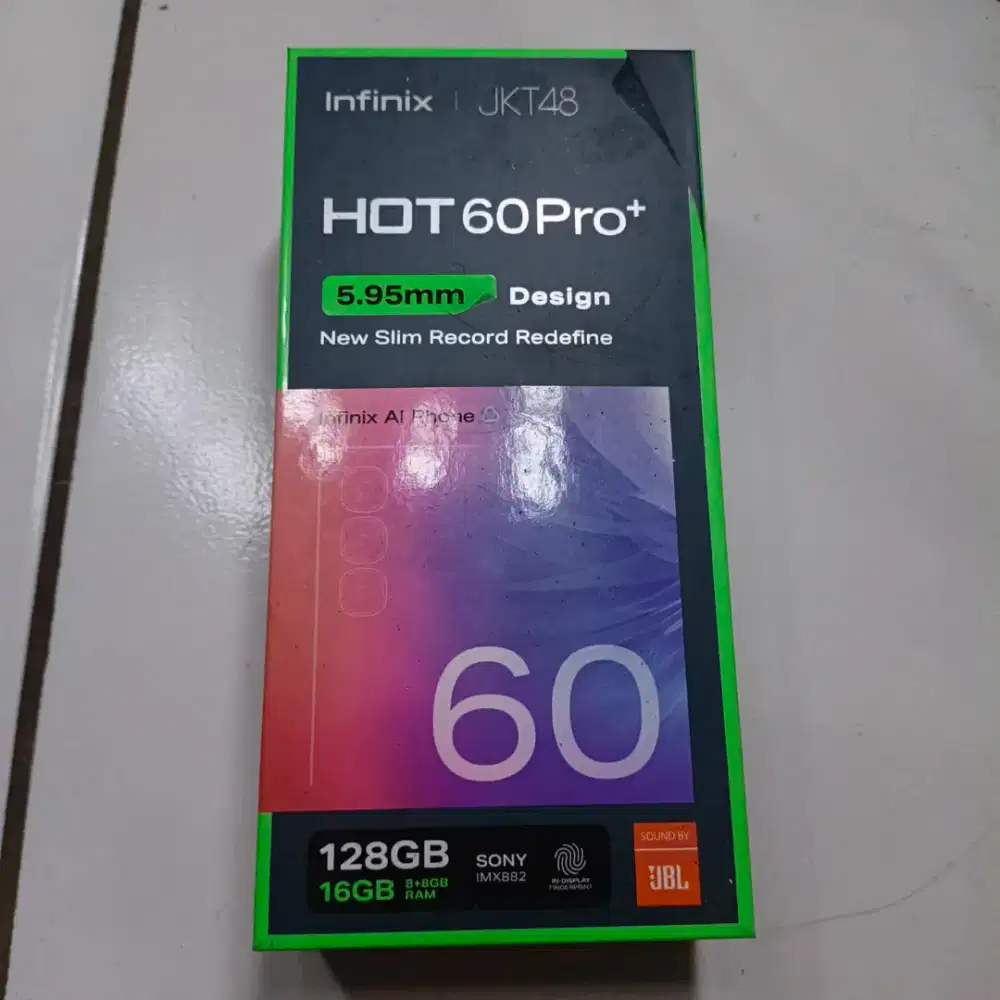 Infinix | JKT48
HOT 60 Pro+
5.95mm Design
New Slim Record Redefine
Infinix AI Phone
60
128GB
16GB 8+8GB RAM
SONY IMX882
IN-DISPLAY FINGERPRINT
SOUND BY JBL